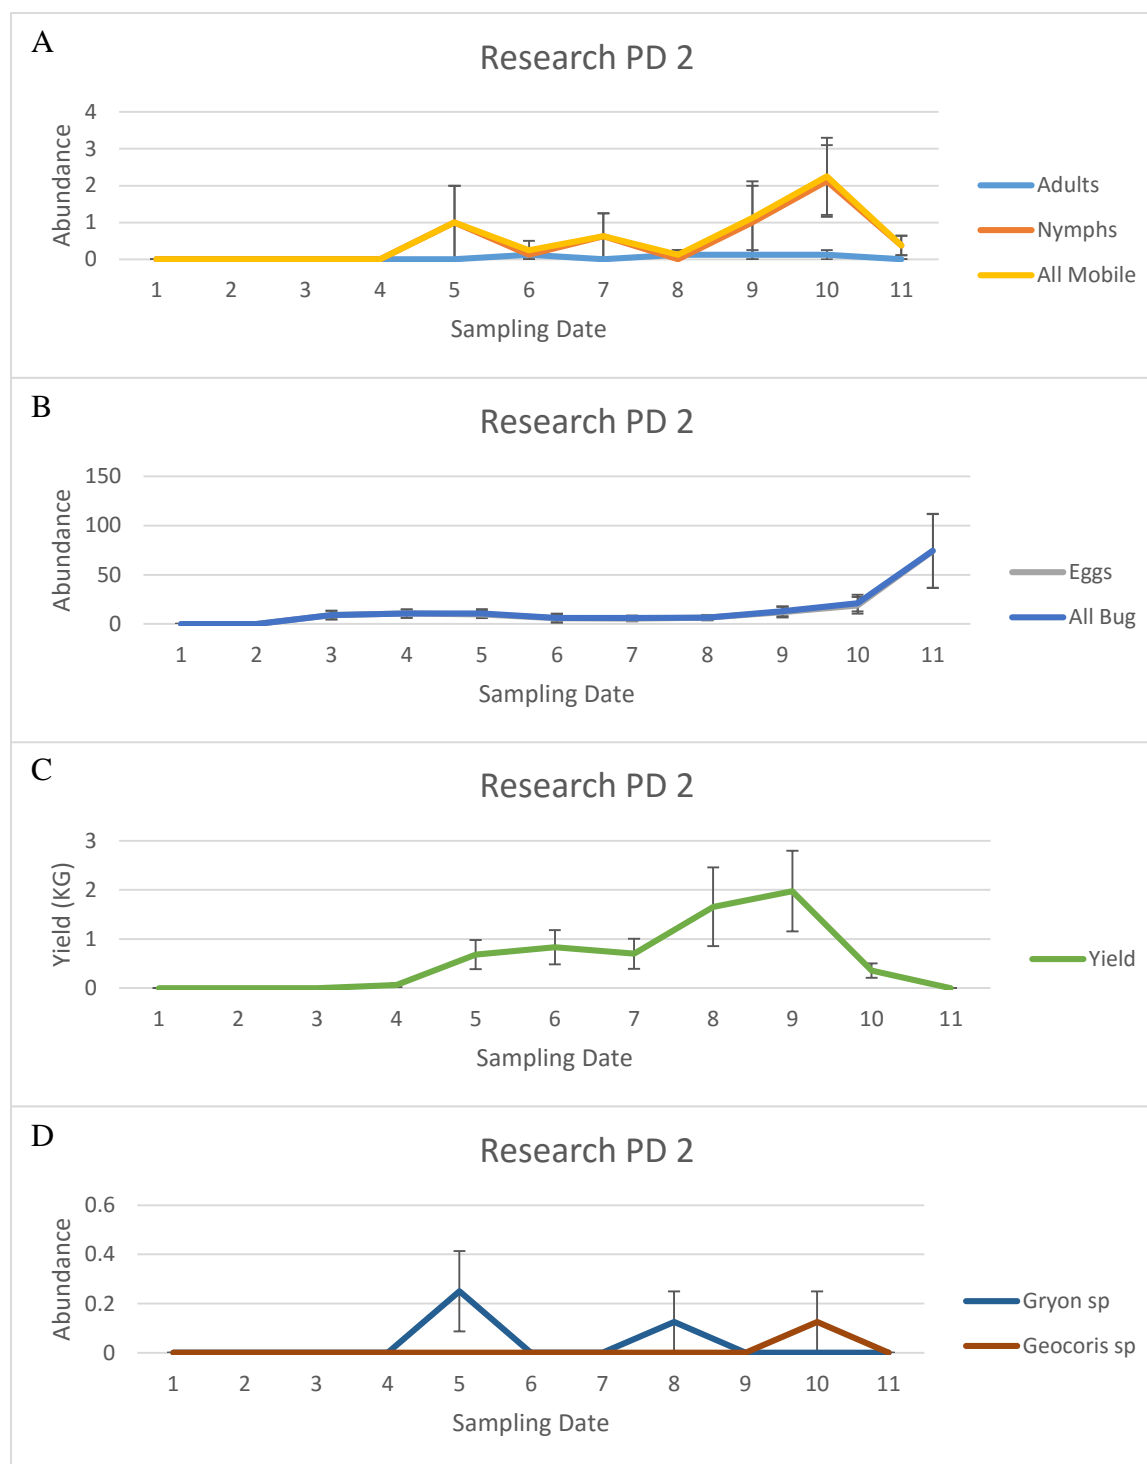 A
Research PD 2
4
3
2
1
0
Abundance
1 2 3 4 5 6 7 8 9 10 11
Sampling Date
Adults
Nymphs
All Mobile
B
Research PD 2
150
100
50
0
Abundance
1 2 3 4 5 6 7 8 9 10 11
Sampling Date
Eggs
All Bug
C
Research PD 2
3
2
1
0
Yield (KG)
1 2 3 4 5 6 7 8 9 10 11
Sampling Date
Yield
D
Research PD 2
0.6
0.4
0.2
0
Abundance
1 2 3 4 5 6 7 8 9 10 11
Sampling Date
Gryon sp
Geocoris sp